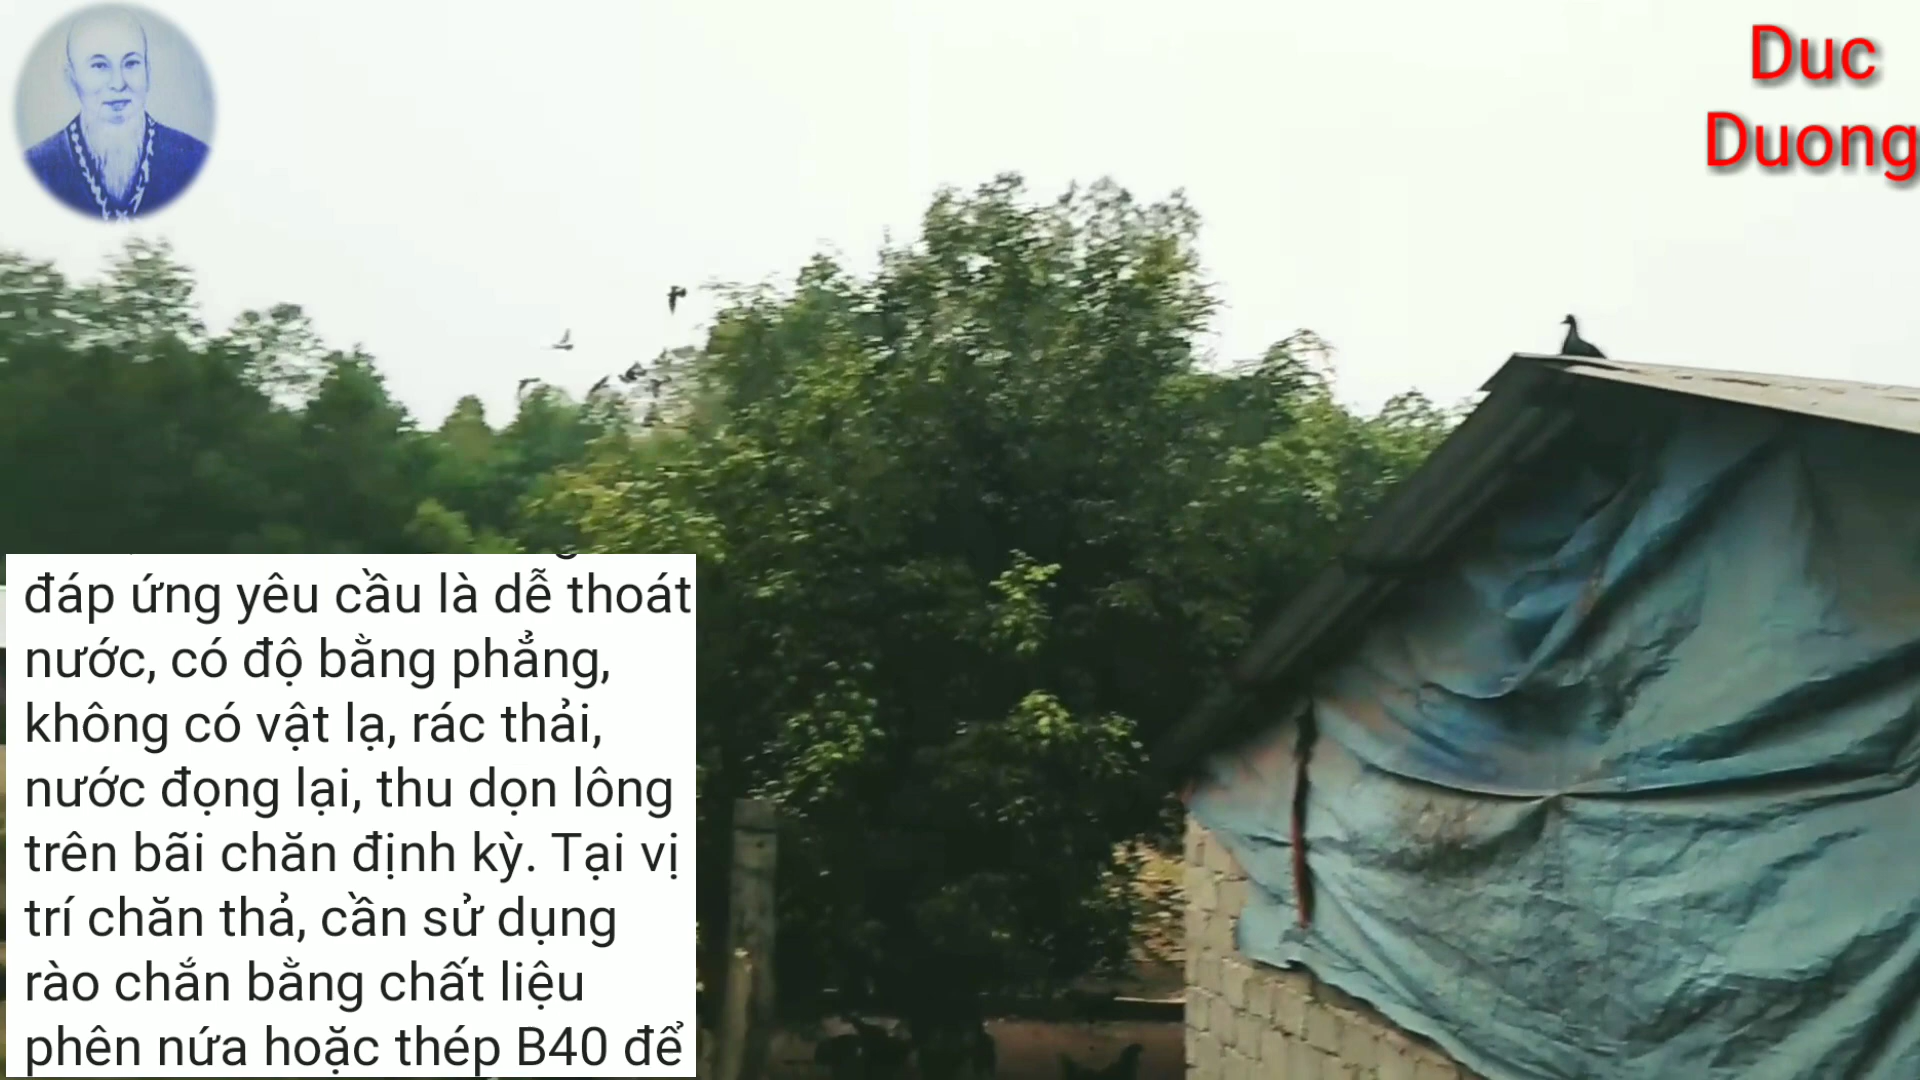 Duc
Duong
đáp ứng yêu cầu là dễ thoát
nước, có độ bằng phẳng,
không có vật lạ, rác thải,
nước đọng lại, thu dọn lông
trên bãi chăn định kỳ. Tại vị
trí chăn thả, cần sử dụng
rào chắn bằng chất liệu
phên nứa hoặc thép B40 để